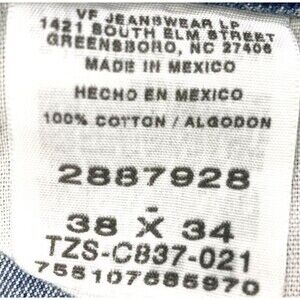 VF JEANSWEAR LP
1421 SOUTH ELM STREET
GREENSBORO, NC 27406
MADE IN MEXICO
HECHO EN MEXICO
100% COTTON / ALGODON
2887928
-
38 X 34
TZS-C837-021